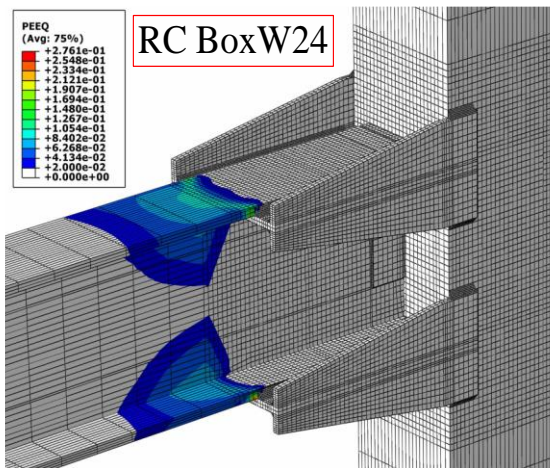 PEEQ
(Avg: 75%)
+2.761e-01
+2.548e-01
+2.334e-01
+2.121e-01
+1.907e-01
+1.694e-01
+1.480e-01
+1.267e-01
+1.054e-01
+8.402e-02
+6.268e-02
+4.134e-02
+2.000e-02
+0.000e+00
RC BoxW24